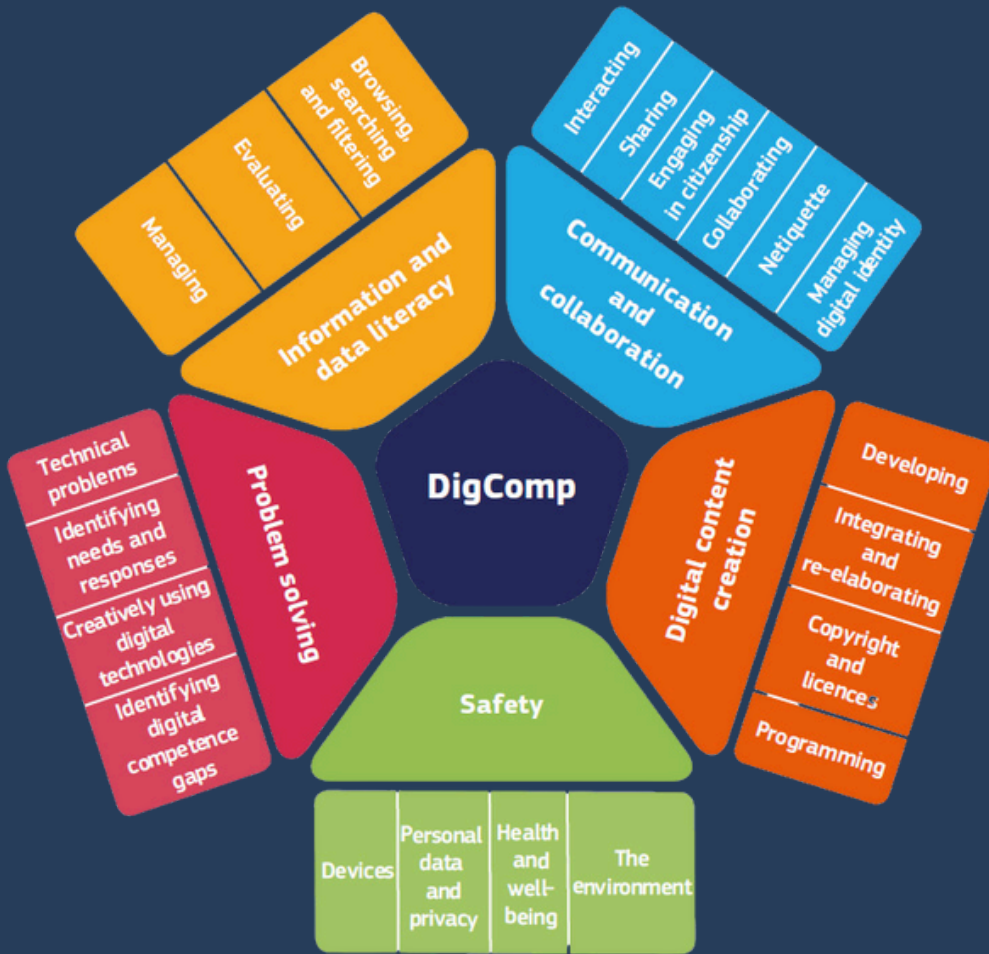 DigComp
Information and
data literacy
Browsing,
searching
and filtering
Evaluating
Managing
Communication
and
collaboration
Interacting
Sharing
Engaging
in citizenship
Collaborating
Netiquette
Managing
digital identity
Digital content
creation
Developing
Integrating
and
re-elaborating
Copyright
and
licences
Programming
Safety
Devices
Personal
data
and
privacy
Health
and
well-
being
The
environment
Problem solving
Technical
problems
Identifying
needs and
responses
Creatively using
digital
technologies
Identifying
digital
competence
gaps